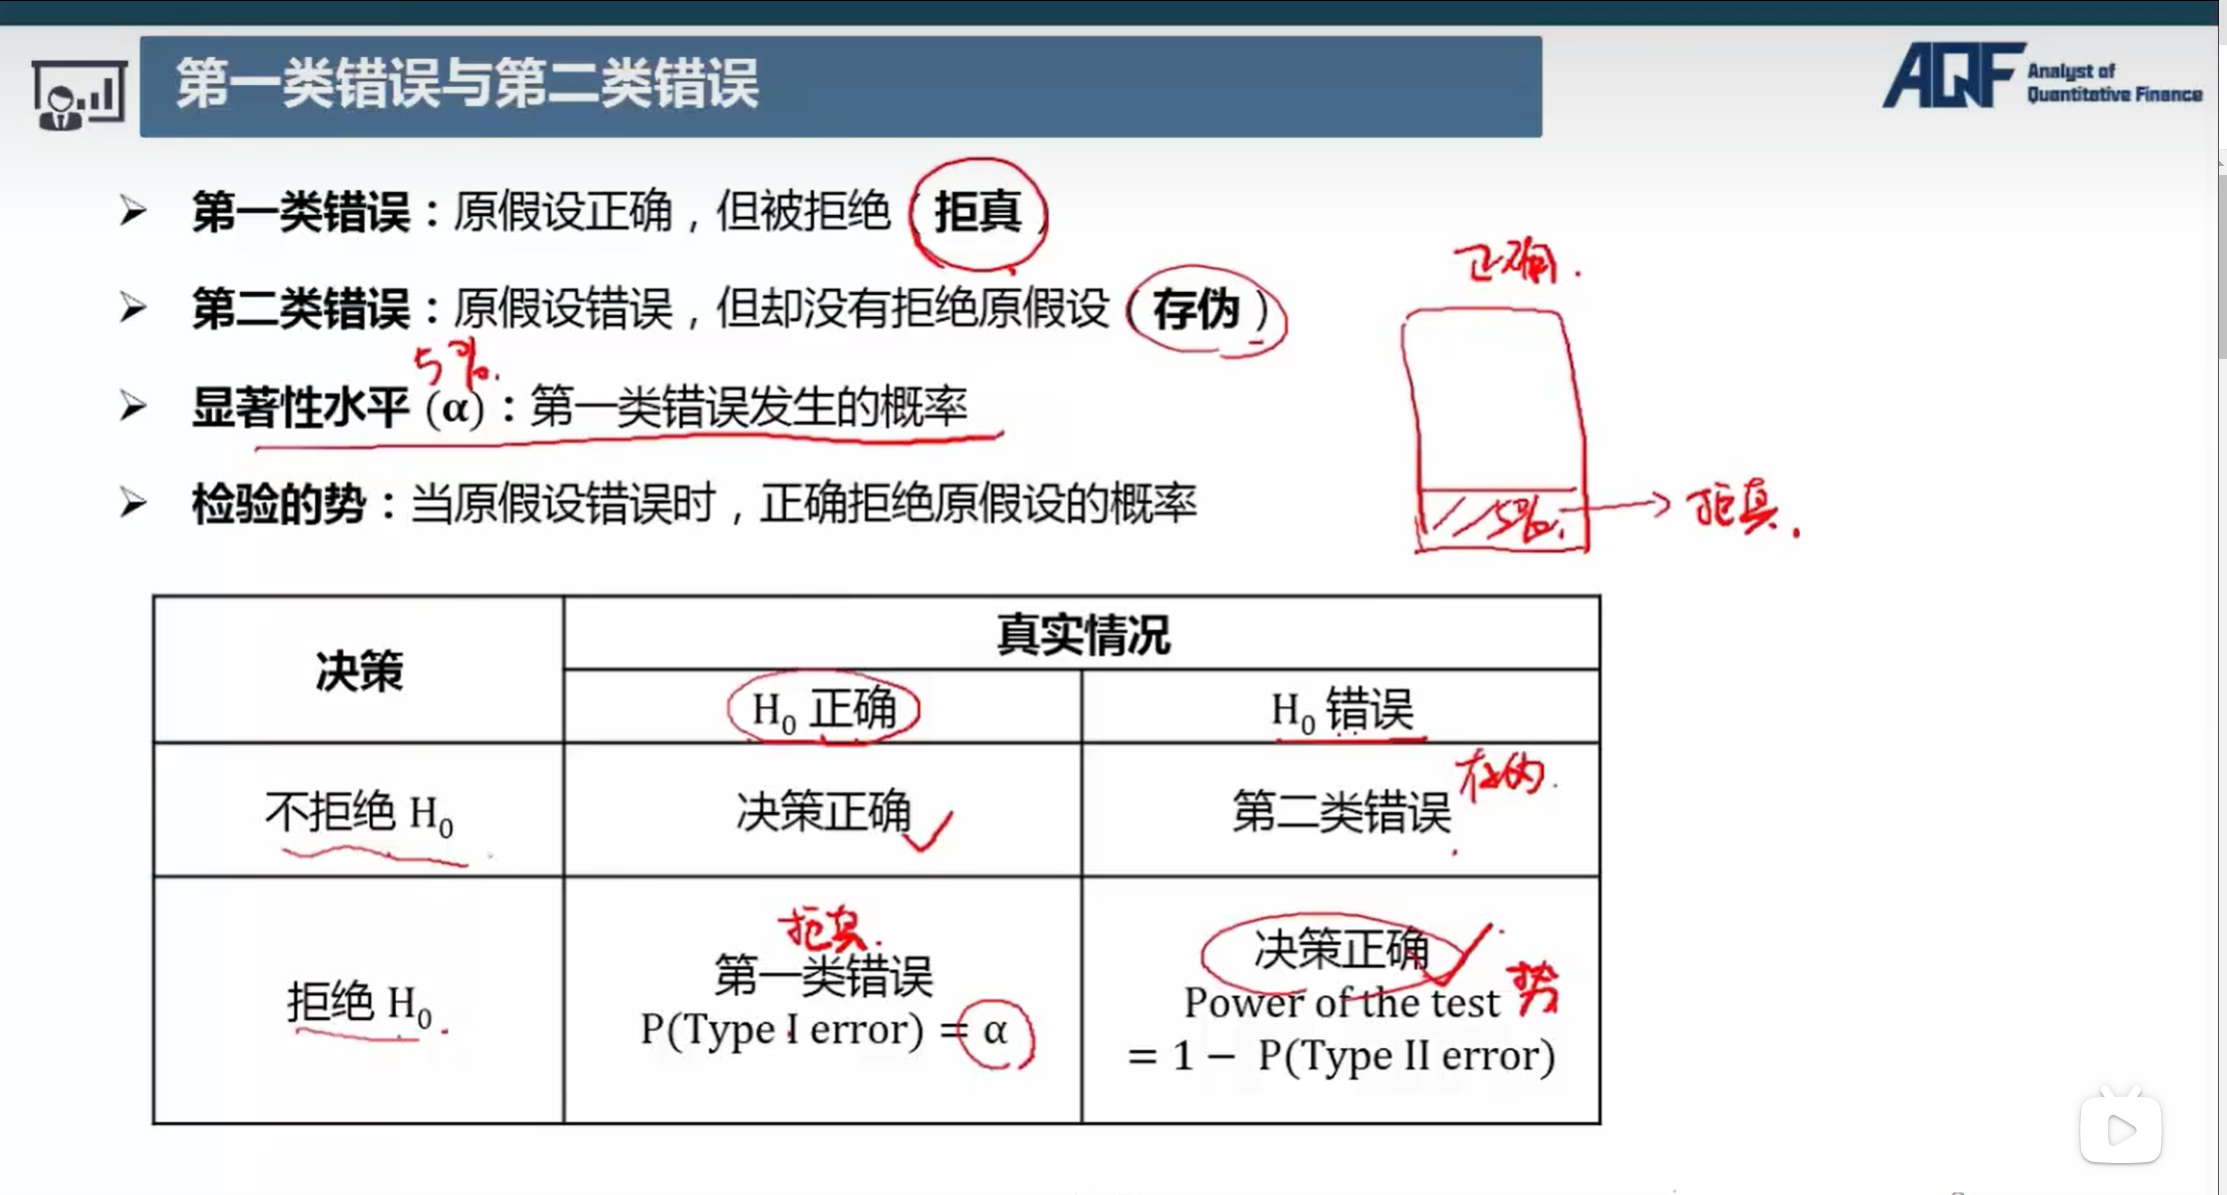 第一类错误与第二类错误
AQF Analyst of
Quantitative Finance
➢ 第一类错误：原假设正确，但被拒绝（拒真）
正确.
➢ 第二类错误：原假设错误，但却没有拒绝原假设（存伪）
5%.
➢ 显著性水平 (α)：第一类错误发生的概率
➢ 检验的势：当原假设错误时，正确拒绝原假设的概率
5%. → 拒真.
决策
真实情况
H₀ 正确
H₀ 错误
不拒绝 H₀
决策正确
第二类错误
存伪.
拒绝 H₀
拒真.
第一类错误
P(Type I error) = α
决策正确
Power of the test 势
= 1 − P(Type II error)